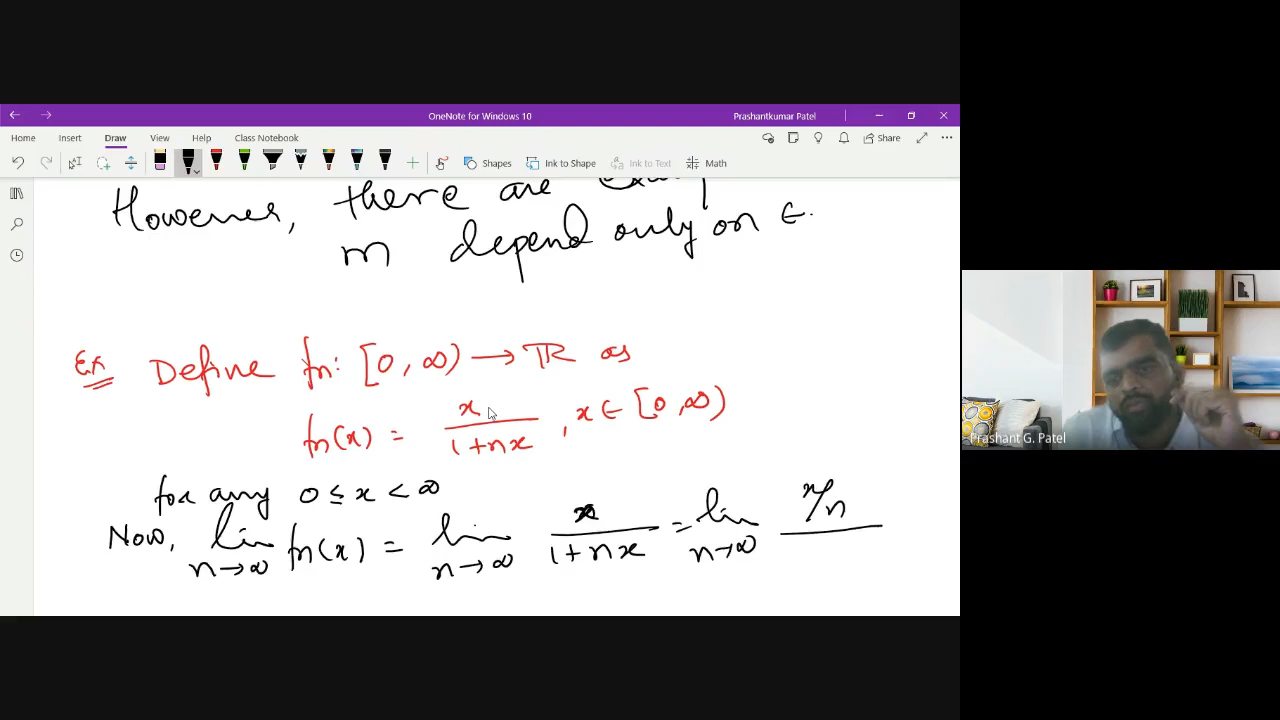 OneNote for Windows 10
Prashantkumar Patel
Home Insert Draw View Help Class Notebook
Share
Shapes Ink to Shape Ink to Text Math
However, there are
m depend only on ε.
Ex Define fn: [0, ∞) → ℝ as
fn(x) = x/(1+nx), x ∈ [0, ∞)
for any 0 ≤ x < ∞
Now, lim n→∞ fn(x) = lim n→∞ x/(1+nx) = lim n→∞ x/n
Prashant G. Patel